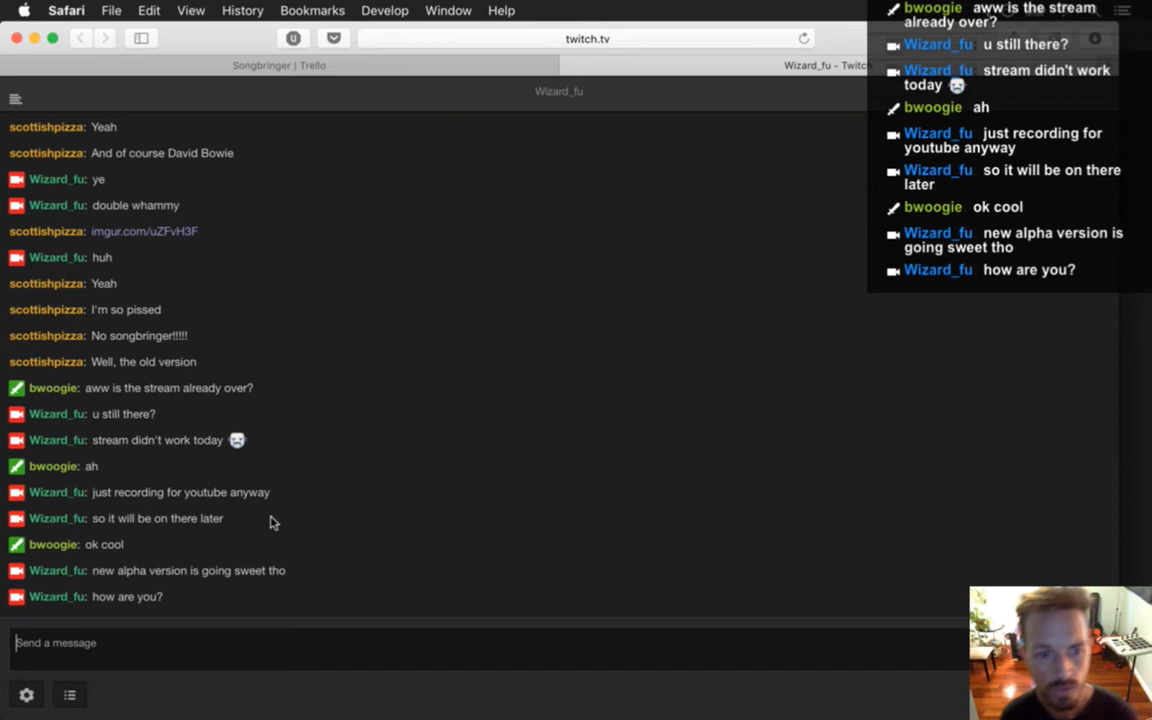 Safari File Edit View History Bookmarks Develop Window Help
twitch.tv
Songbringer | Trello
Wizard_fu - Twitch
Wizard_fu
scottishpizza: Yeah
scottishpizza: And of course David Bowie
Wizard_fu: ye
Wizard_fu: double whammy
scottishpizza: imgur.com/uZFvH3F
Wizard_fu: huh
scottishpizza: Yeah
scottishpizza: I'm so pissed
scottishpizza: No songbringer!!!!!
scottishpizza: Well, the old version
bwoogie: aww is the stream already over?
Wizard_fu: u still there?
Wizard_fu: stream didn't work today
bwoogie: ah
Wizard_fu: just recording for youtube anyway
Wizard_fu: so it will be on there later
bwoogie: ok cool
Wizard_fu: new alpha version is going sweet tho
Wizard_fu: how are you?
Send a message
bwoogie aww is the stream
already over?
Wizard_fu u still there?
Wizard_fu stream didn't work
today
bwoogie ah
Wizard_fu just recording for
youtube anyway
Wizard_fu so it will be on there
later
bwoogie ok cool
Wizard_fu new alpha version is
going sweet tho
Wizard_fu how are you?